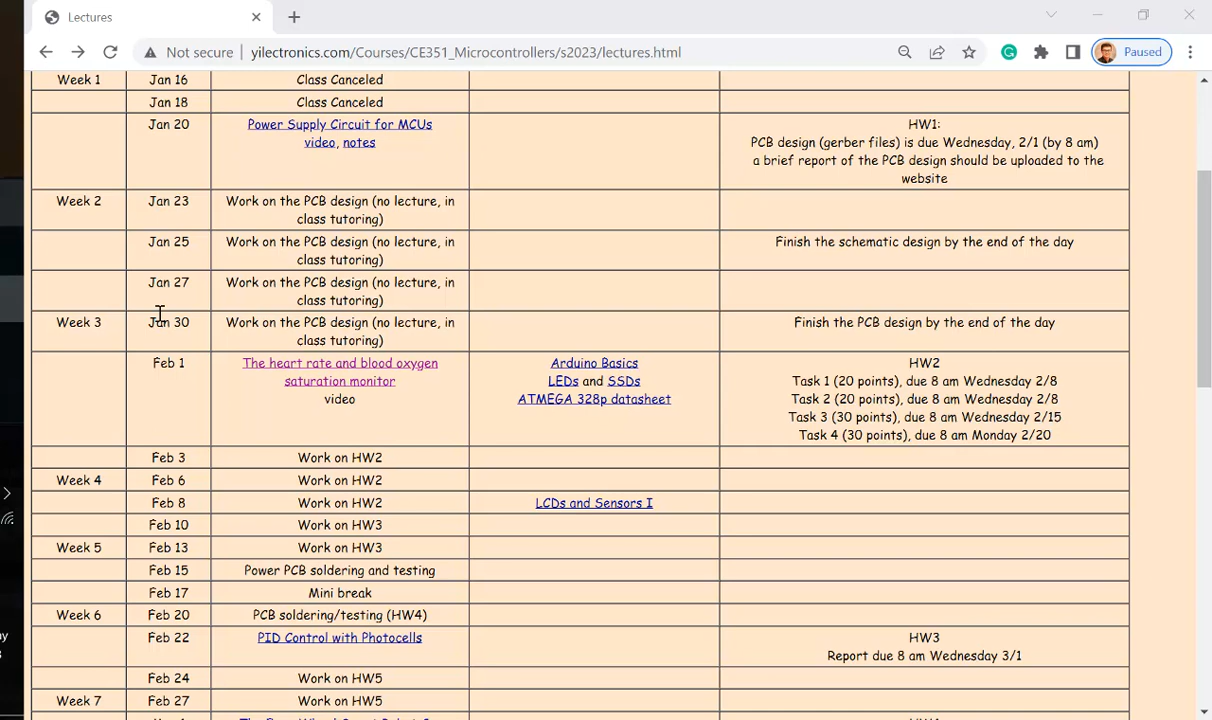 Lectures
Paused
Not secure
yilectronics.com/Courses/CE351_Microcontrollers/s2023/lectures.html
Week 1 Jan 16 Class Canceled
Jan 18 Class Canceled
Jan 20 Power Supply Circuit for MCUs HW1:
video, notes PCB design (gerber files) is due Wednesday, 2/1 (by 8 am)
a brief report of the PCB design should be uploaded to the
website
Week 2 Jan 23 Work on the PCB design (no lecture, in
class tutoring)
Jan 25 Work on the PCB design (no lecture, in Finish the schematic design by the end of the day
class tutoring)
Jan 27 Work on the PCB design (no lecture, in
class tutoring)
Week 3 Jan 30 Work on the PCB design (no lecture, in Finish the PCB design by the end of the day
class tutoring)
Feb 1 The heart rate and blood oxygen Arduino Basics HW2
saturation monitor LEDs and SSDs Task 1 (20 points), due 8 am Wednesday 2/8
video ATMEGA 328p datasheet Task 2 (20 points), due 8 am Wednesday 2/8
Task 3 (30 points), due 8 am Wednesday 2/15
Task 4 (30 points), due 8 am Monday 2/20
Feb 3 Work on HW2
Week 4 Feb 6 Work on HW2
Feb 8 Work on HW2 LCDs and Sensors I
Feb 10 Work on HW3
Week 5 Feb 13 Work on HW3
Feb 15 Power PCB soldering and testing
Feb 17 Mini break
Week 6 Feb 20 PCB soldering/testing (HW4)
Feb 22 PID Control with Photocells HW3
Report due 8 am Wednesday 3/1
Feb 24 Work on HW5
Week 7 Feb 27 Work on HW5